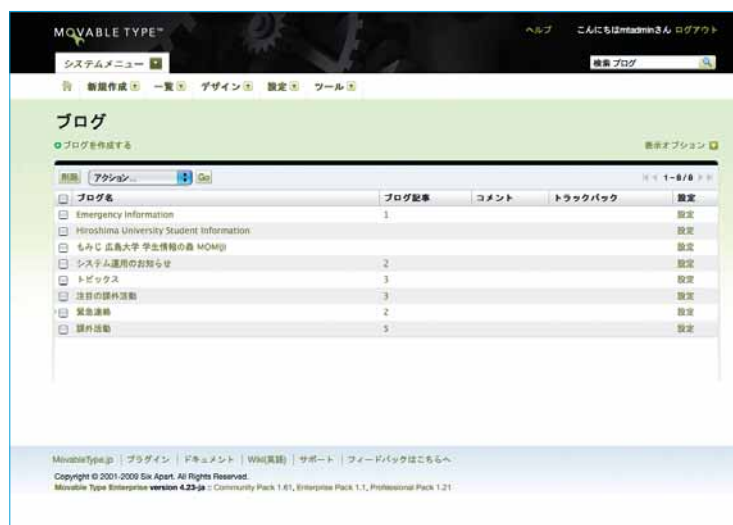 MOVABLE TYPE™
ヘルプ こんにちはmtadminさん ログアウト
システムメニュー
検索 ブログ
新規作成 一覧 デザイン 設定 ツール
ブログ
ブログを作成する
表示オプション
削除 アクション... Go
1-8/8
ブログ名 ブログ記事 コメント トラックバック 設定
Emergency Information 1 設定
Hiroshima University Student Information 設定
もみじ 広島大学 学生情報の森 MOMIJI 設定
システム運用のお知らせ 2 設定
トピックス 3 設定
注目の課外活動 3 設定
緊急連絡 2 設定
課外活動 5 設定
MovableType.jp | プラグイン | ドキュメント | Wiki(英語) | サポート | フィードバックはこちらへ
Copyright © 2001-2009 Six Apart. All Rights Reserved.
Movable Type Enterprise version 4.23-ja :: Community Pack 1.61, Enterprise Pack 1.1, Professional Pack 1.21